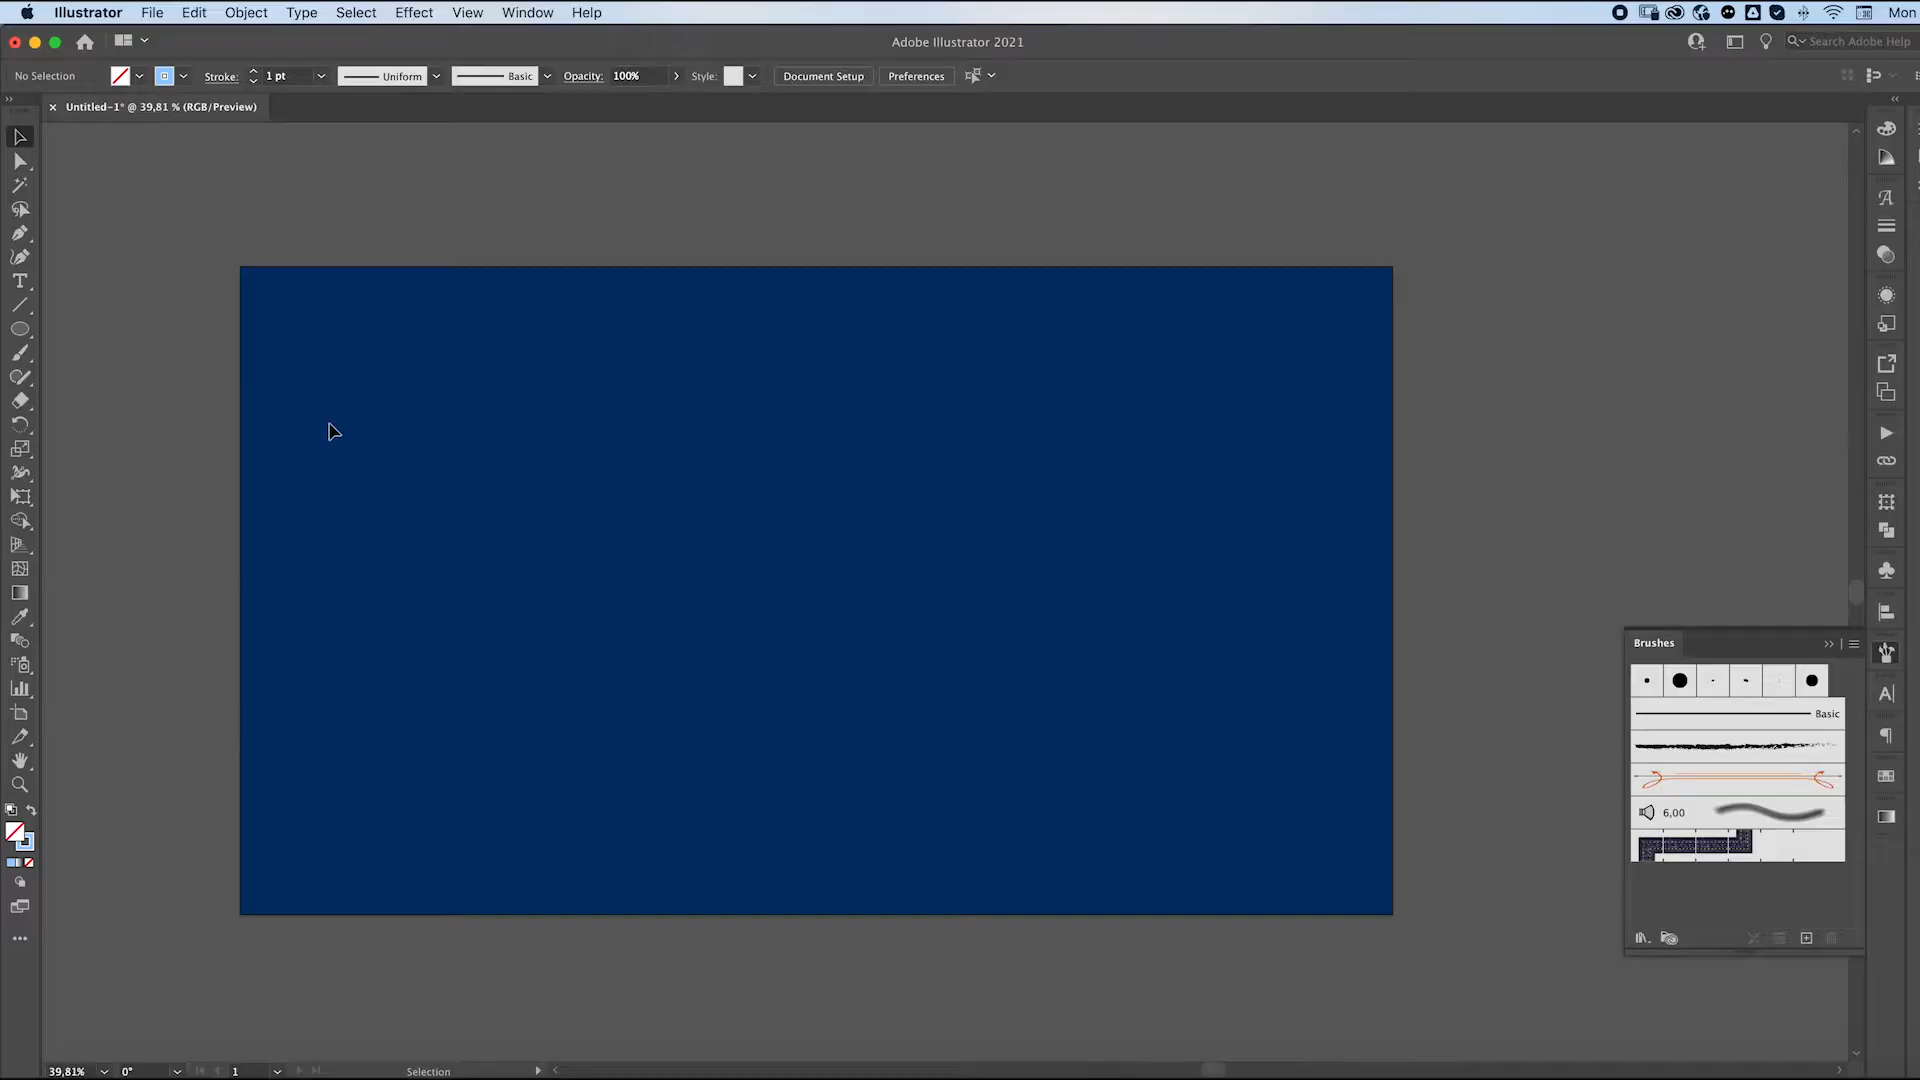 Illustrator File Edit Object Type Select Effect View Window Help Mon
Adobe Illustrator 2021
Search Adobe Help
No Selection Stroke: 1 pt Uniform Basic Opacity: 100% Style: Document Setup Preferences
Untitled-1* @ 39,81 % (RGB/Preview)
Brushes
Basic
6,00
39,81% 0° 1 Selection